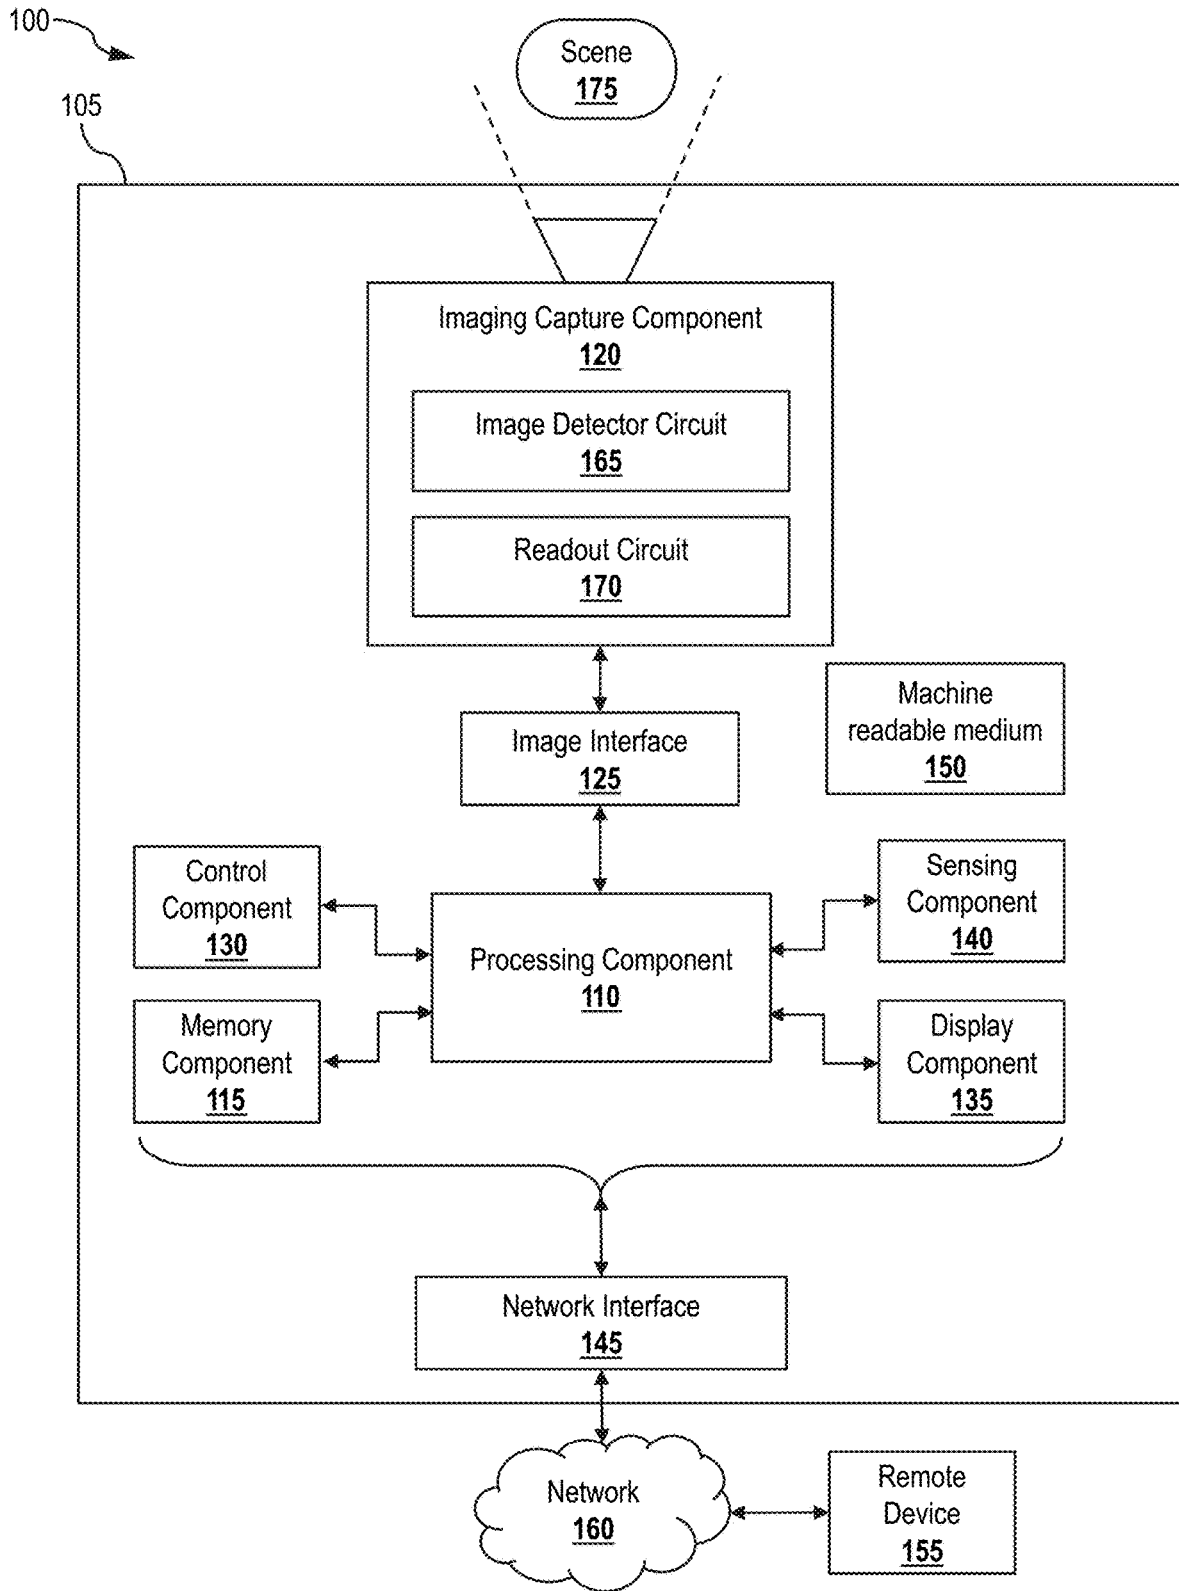 100
Scene
175
105
Imaging Capture Component
120
Image Detector Circuit
165
Readout Circuit
170
Machine
readable medium
150
Image Interface
125
Control
Component
130
Sensing
Component
140
Processing Component
110
Memory
Component
115
Display
Component
135
Network Interface
145
Network
160
Remote
Device
155